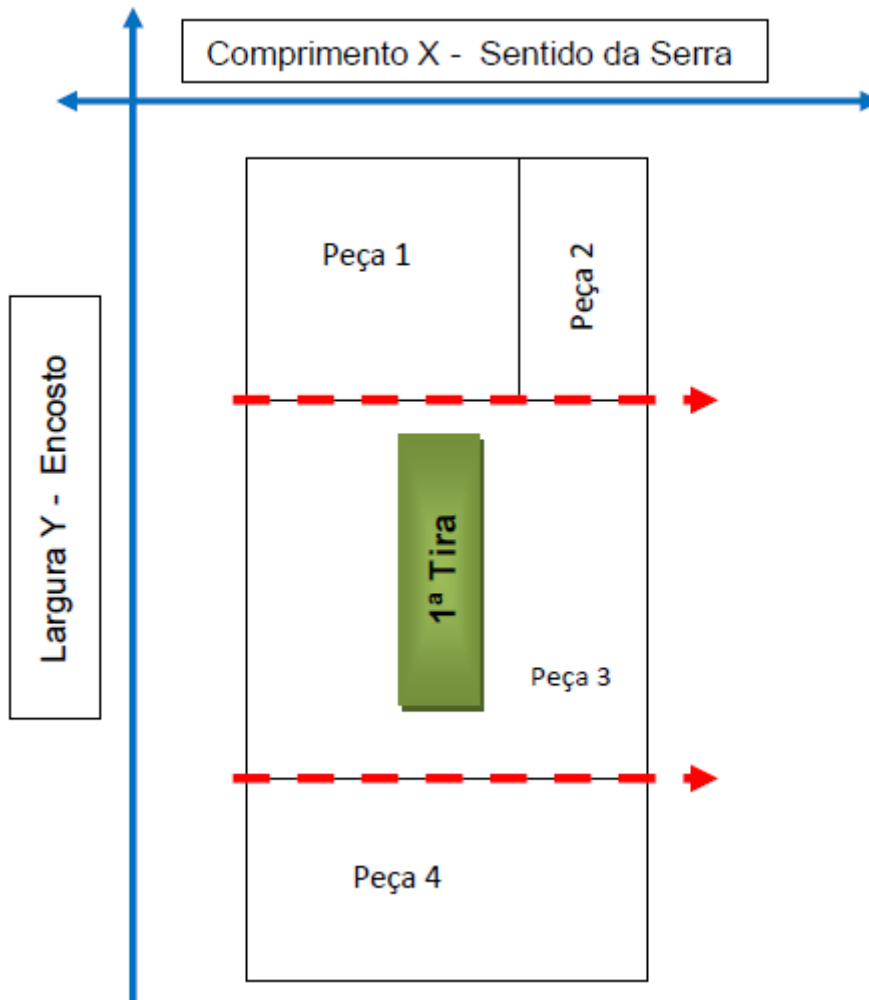 Comprimento X - Sentido da Serra
Peça 1
Peça 2
Largura Y - Encosto
1ª Tira
Peça 3
Peça 4